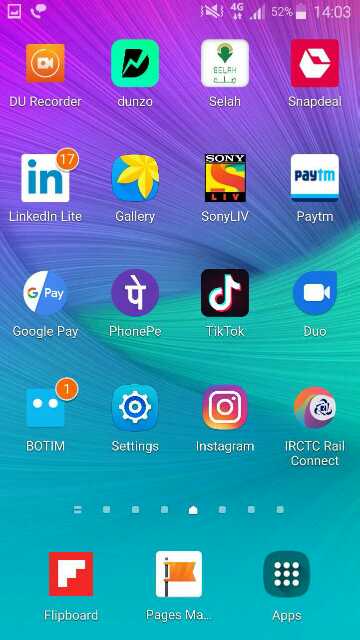 4G 52% 14:03
SELAH
DU Recorder dunzo Selah Snapdeal
17
in SONY LIV paytm
LinkedIn Lite Gallery SonyLIV Paytm
G Pay पे
Google Pay PhonePe TikTok Duo
1
BOTIM Settings Instagram IRCTC Rail
Connect
Flipboard Pages Ma... Apps